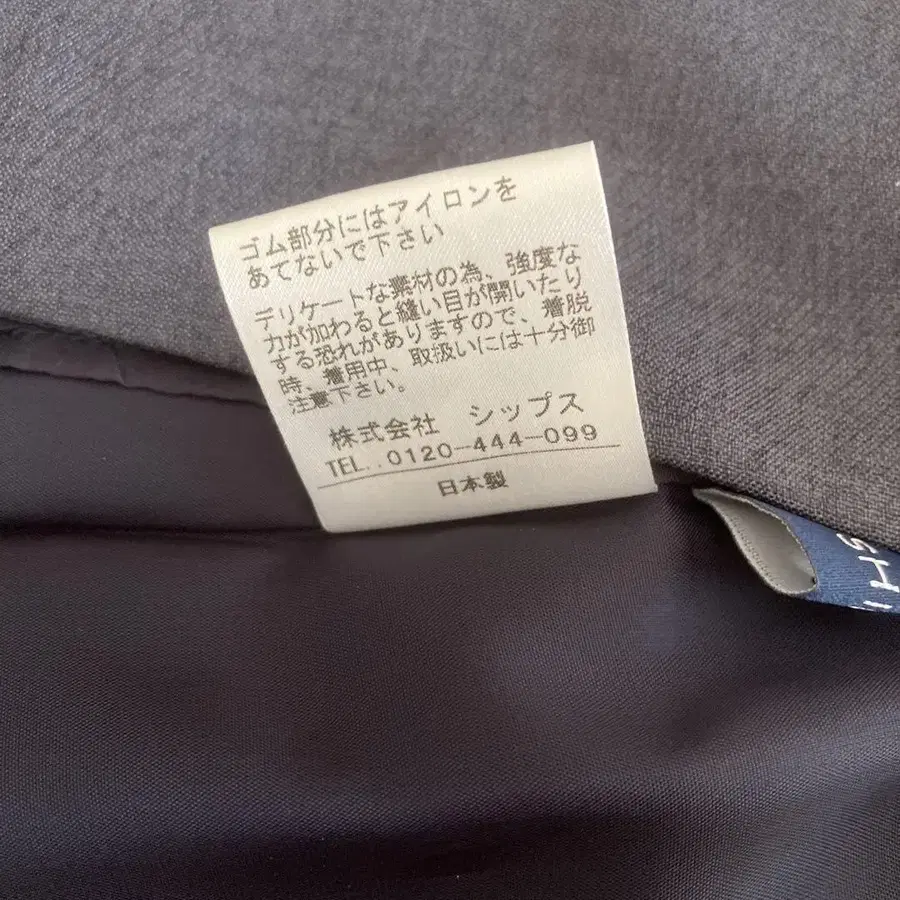 ゴム部分にはアイロンを
あてないで下さい
デリケートな素材の為、強度な
力が加わると縫い目が開いたり
する恐れがありますので、着脱
時、着用中、取扱いには十分御
注意下さい。
株式会社 シップス
TEL..0120-444-099
日本製
SHI